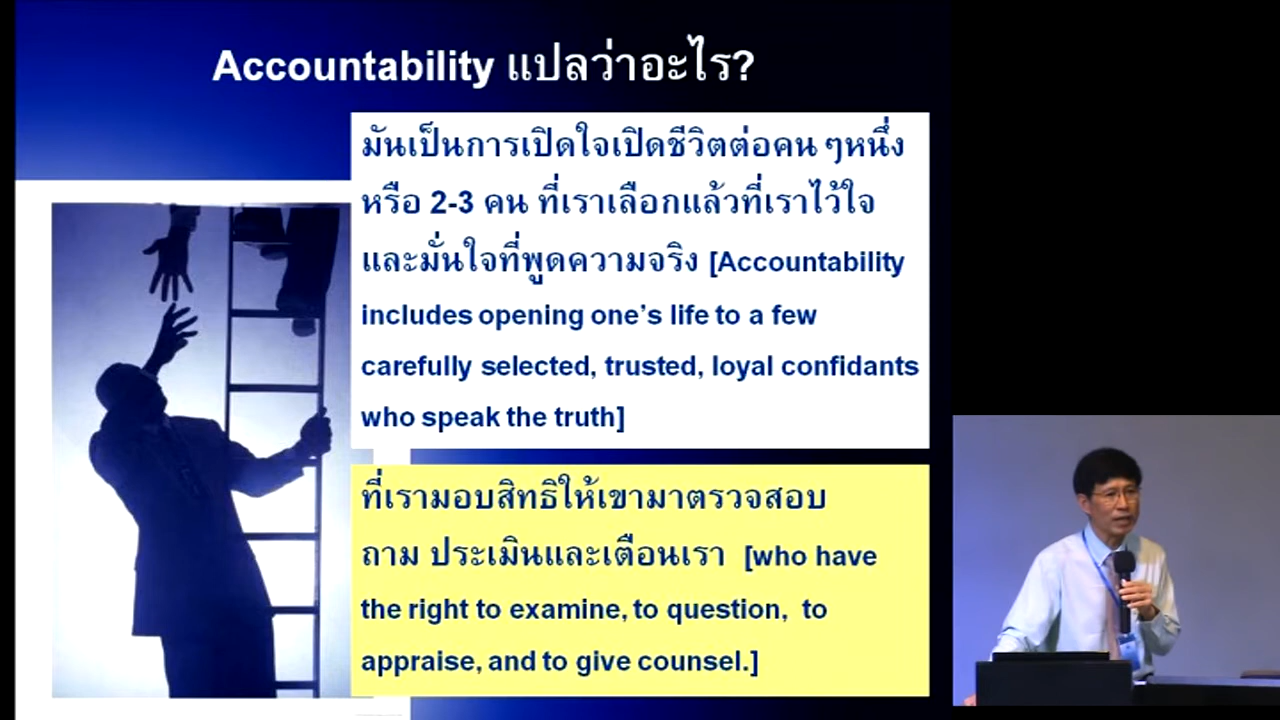 Accountability แปลว่าอะไร?
มันเป็นการเปิดใจเปิดชีวิตต่อคน ๆหนึ่ง
หรือ 2-3 คน ที่เราเลือกแล้วที่เราไว้ใจ
และมั่นใจที่พูดความจริง [Accountability
includes opening one’s life to a few
carefully selected, trusted, loyal confidants
who speak the truth]
ที่เรามอบสิทธิให้เขามาตรวจสอบ
ถาม ประเมินและเตือนเรา [who have
the right to examine, to question, to
appraise, and to give counsel.]